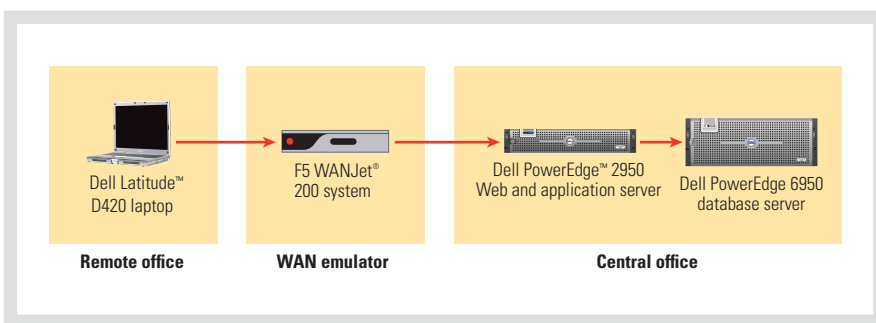 Dell Latitude™
D420 laptop
F5 WANJet®
200 system
Dell PowerEdge™ 2950
Web and application server
Dell PowerEdge 6950
database server
Remote office
WAN emulator
Central office